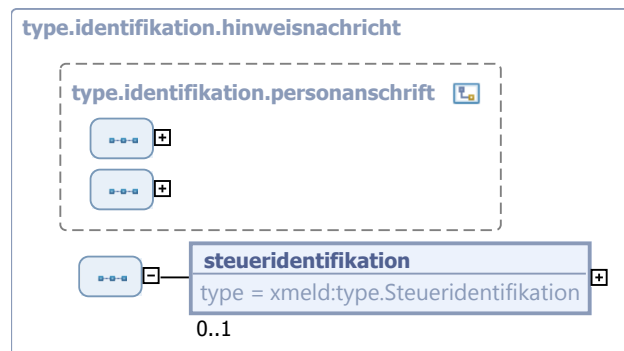 type.identifikation.hinweisnachricht
type.identifikation.personanschrift
steueridentifikation
type = xmeld:type.Steueridentifikation
0..1